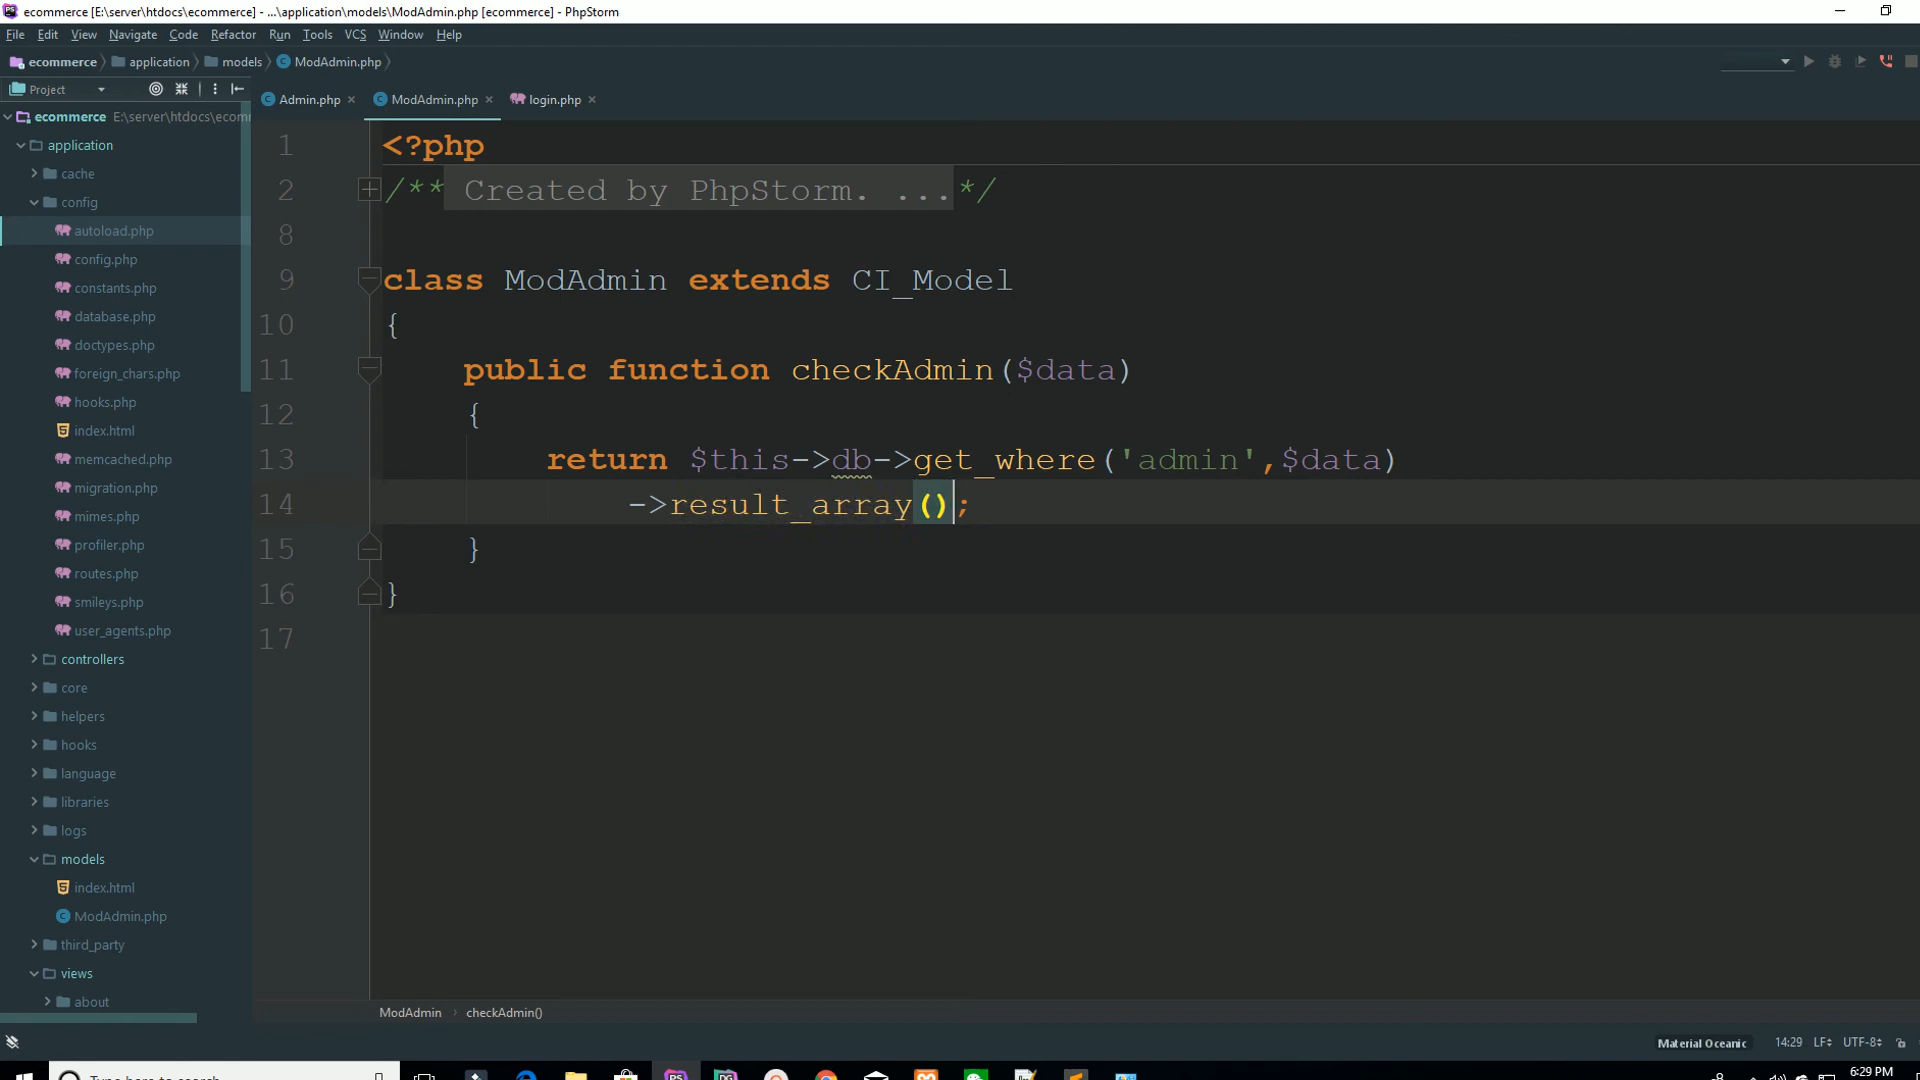 ecommerce [E:\server\htdocs\ecommerce] - ...\application\models\ModAdmin.php [ecommerce] - PhpStorm
File Edit View Navigate Code Refactor Run Tools VCS Window Help
ecommerce application models ModAdmin.php
Project
Admin.php ModAdmin.php login.php
ecommerce E:\server\htdocs\ecom
application
cache
config
autoload.php
config.php
constants.php
database.php
doctypes.php
foreign_chars.php
hooks.php
index.html
memcached.php
migration.php
mimes.php
profiler.php
routes.php
smileys.php
user_agents.php
controllers
core
helpers
hooks
language
libraries
logs
models
index.html
ModAdmin.php
third_party
views
about
1 <?php
2 /** Created by PhpStorm. ...*/
8
9 class ModAdmin extends CI_Model
10 {
11 public function checkAdmin($data)
12 {
13 return $this->db->get_where('admin',$data)
14 ->result_array();
15 }
16 }
17
ModAdmin checkAdmin()
Material Oceanic 14:29 LF UTF-8
Type here to search
6:29 PM